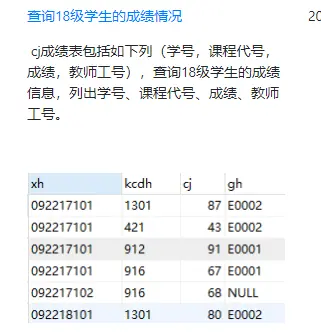 查询18级学生的成绩情况 20
cj成绩表包括如下列（学号，课程代号，
成绩，教师工号），查询18级学生的成绩
信息，列出学号、课程代号、成绩、教师
工号。
xh kcdh cj gh
092217101 1301 87 E0002
092217101 421 43 E0002
092217101 912 91 E0001
092217101 916 67 E0001
092217102 916 68 NULL
092218101 1301 80 E0002